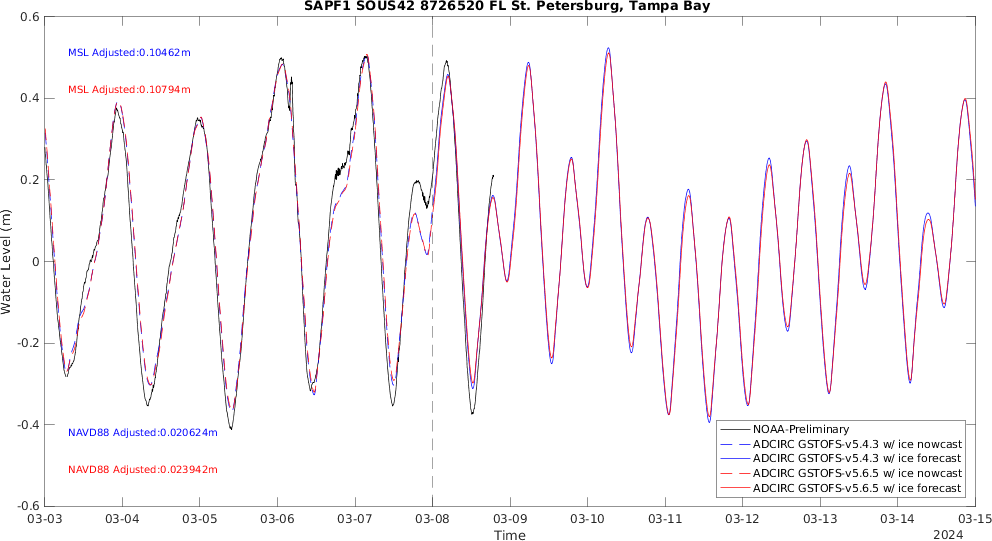 SAPF1 SOUS42 8726520 FL St. Petersburg, Tampa Bay
0.6
MSL Adjusted:0.10462m
MSL Adjusted:0.10794m
0.4
0.2
0
-0.2
-0.4
-0.6
Water Level (m)
NAVD88 Adjusted:0.020624m
NAVD88 Adjusted:0.023942m
NOAA-Preliminary
ADCIRC GSTOFS-v5.4.3 w/ ice nowcast
ADCIRC GSTOFS-v5.4.3 w/ ice forecast
ADCIRC GSTOFS-v5.6.5 w/ ice nowcast
ADCIRC GSTOFS-v5.6.5 w/ ice forecast
03-03 03-04 03-05 03-06 03-07 03-08 03-09 03-10 03-11 03-12 03-13 03-14 03-15
Time
2024